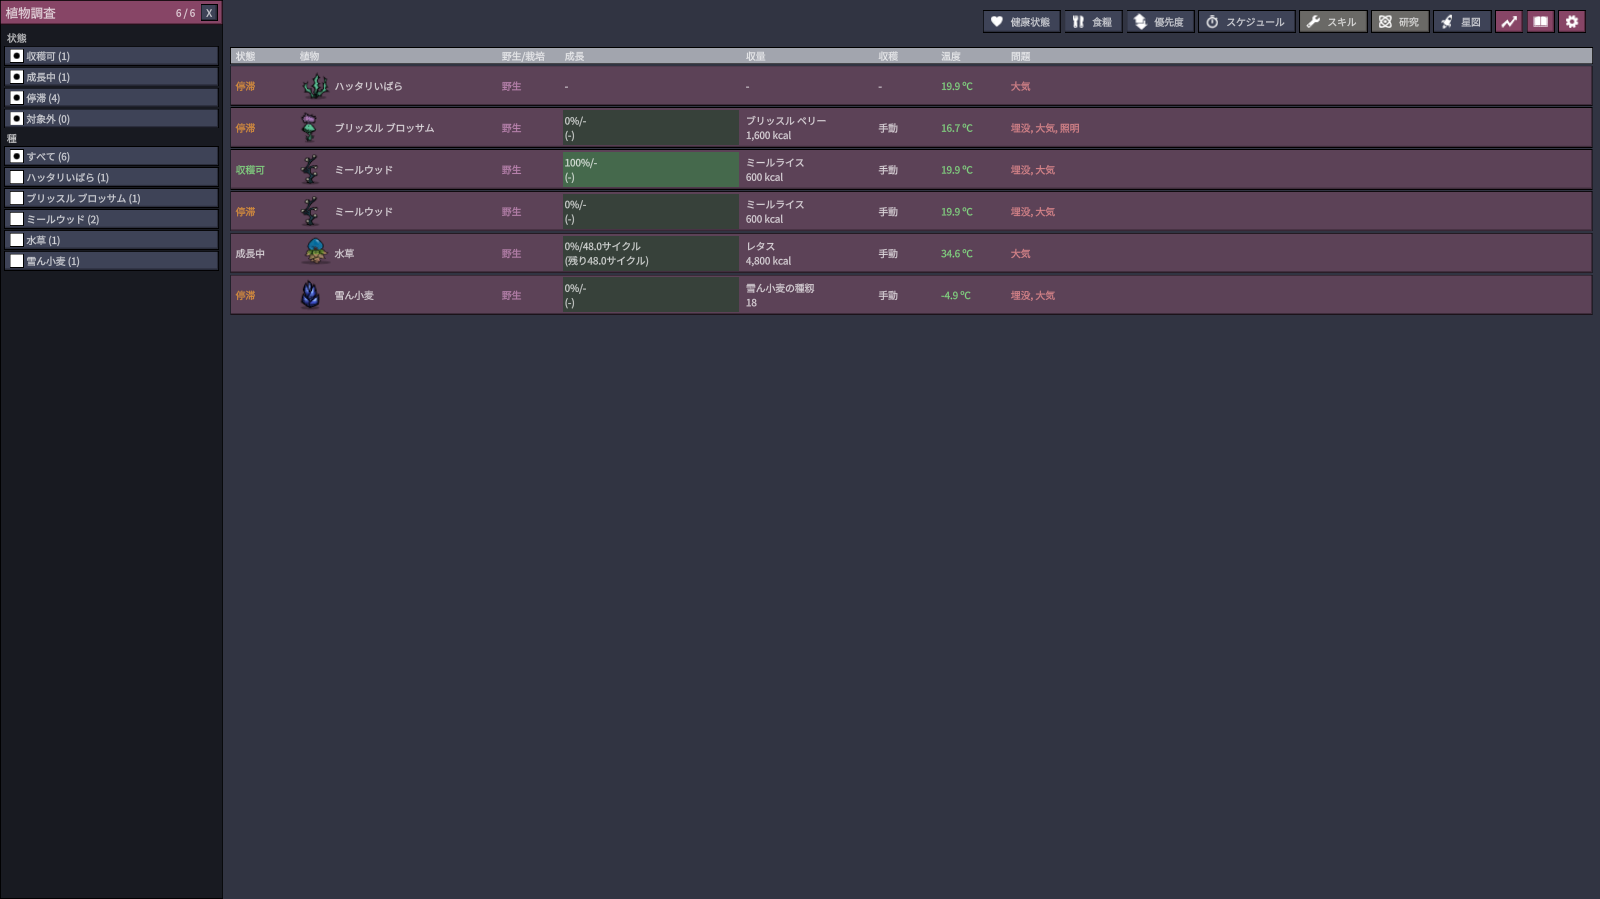 植物調査 6 / 6 X
状態
収穫可 (1)
成長中 (1)
停滞 (4)
対象外 (0)
種
すべて (6)
ハッタリいばら (1)
ブリッスル ブロッサム (1)
ミールウッド (2)
水草 (1)
雪ん小麦 (1)
健康状態 食糧 優先度 スケジュール スキル 研究 星図
状態 植物 野生/栽培 成長 収量 収穫 温度 問題
停滞 ハッタリいばら 野生 - - - 19.9 ºC 大気
停滞 ブリッスル ブロッサム 野生 0%/- ブリッスル ベリー 手動 16.7 ºC 埋没, 大気, 照明
(-) 1,600 kcal
収穫可 ミールウッド 野生 100%/- ミールライス 手動 19.9 ºC 埋没, 大気
(-) 600 kcal
停滞 ミールウッド 野生 0%/- ミールライス 手動 19.9 ºC 埋没, 大気
(-) 600 kcal
成長中 水草 野生 0%/48.0サイクル レタス 手動 34.6 ºC 大気
(残り48.0サイクル) 4,800 kcal
停滞 雪ん小麦 野生 0%/- 雪ん小麦の種籾 手動 -4.9 ºC 埋没, 大気
(-) 18